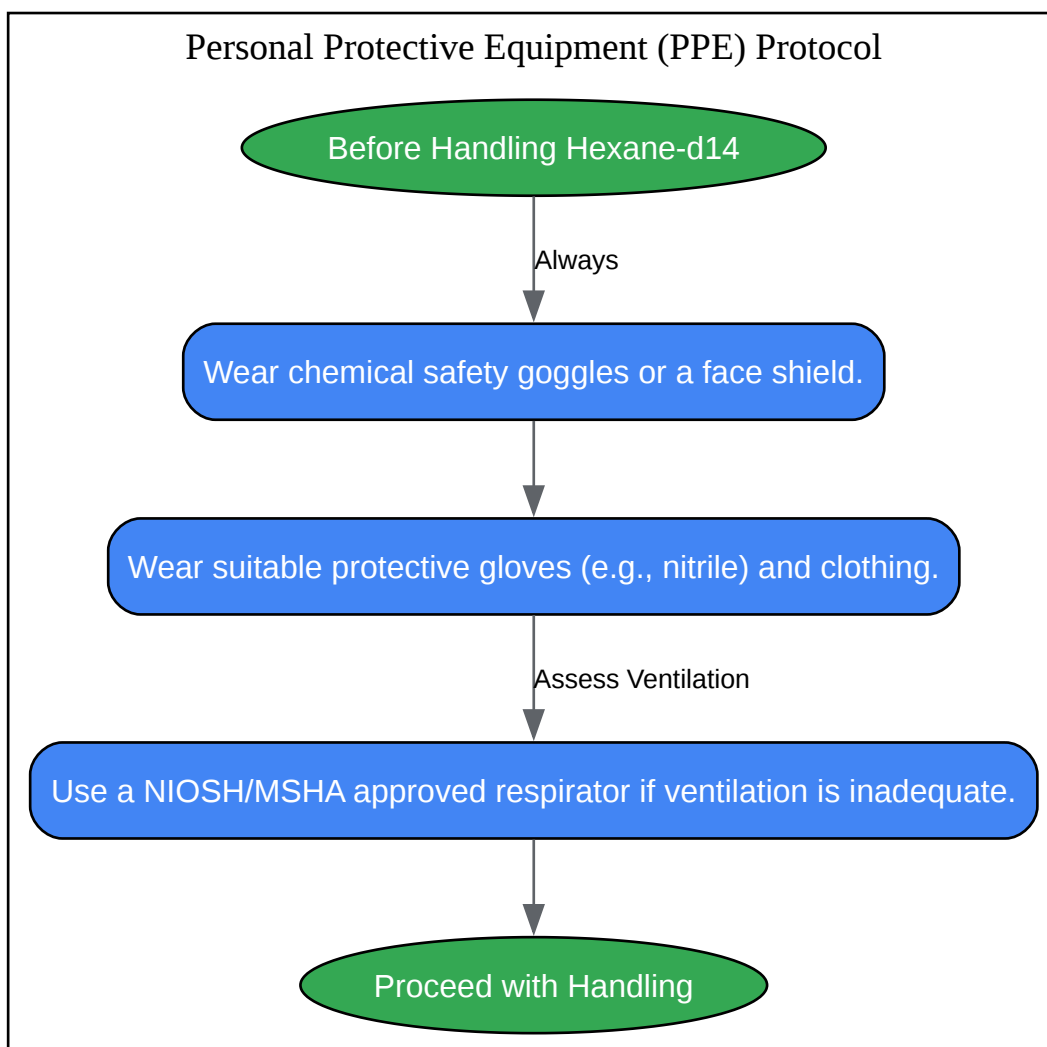 Personal Protective Equipment (PPE) Protocol
Before Handling Hexane-d14
Always
Wear chemical safety goggles or a face shield.
Wear suitable protective gloves (e.g., nitrile) and clothing.
Assess Ventilation
Use a NIOSH/MSHA approved respirator if ventilation is inadequate.
Proceed with Handling